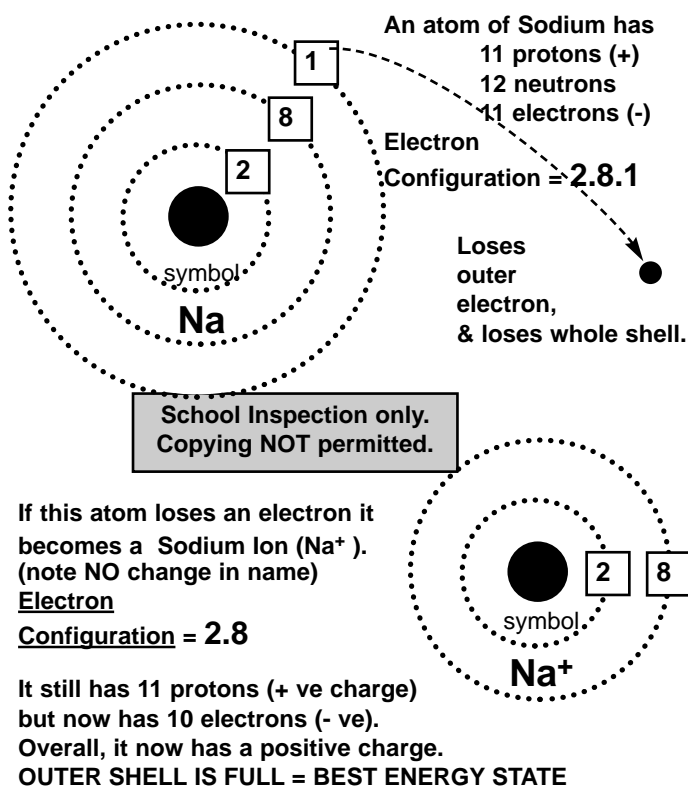 An atom of Sodium has
11 protons (+)
12 neutrons
11 electrons (-)
Electron
Configuration = 2.8.1
1
8
2
symbol
Na
Loses
outer
electron,
& loses whole shell.
School Inspection only.
Copying NOT permitted.
If this atom loses an electron it
becomes a Sodium Ion (Na⁺ ).
(note NO change in name)
Electron
Configuration = 2.8
2 8
symbol
Na⁺
It still has 11 protons (+ ve charge)
but now has 10 electrons (- ve).
Overall, it now has a positive charge.
OUTER SHELL IS FULL = BEST ENERGY STATE